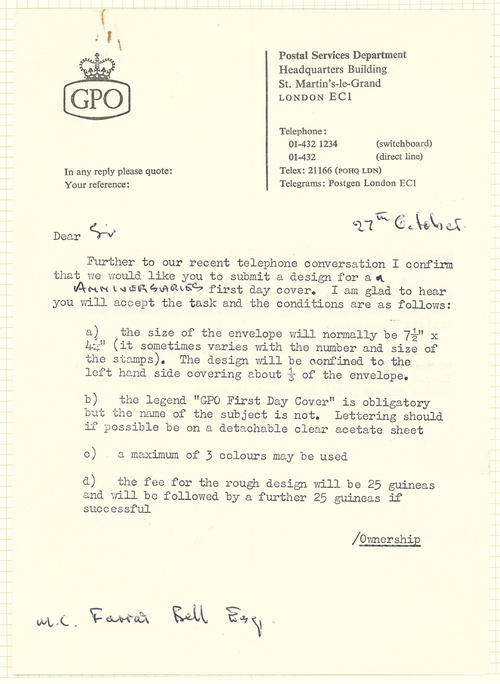 GPO
Postal Services Department
Headquarters Building
St. Martin's-le-Grand
LONDON EC1
Telephone:
01-432 1234 (switchboard)
01-432 (direct line)
Telex: 21166 (POHQ LDN)
Telegrams: Postgen London EC1
In any reply please quote:
Your reference:
27th October.
Dear Sir
Further to our recent telephone conversation I confirm
that we would like you to submit a design for a
ANNIVERSARIES first day cover. I am glad to hear
you will accept the task and the conditions are as follows:
a) the size of the envelope will normally be 7½" x
4¼" (it sometimes varies with the number and size of
the stamps). The design will be confined to the
left hand side covering about ⅓ of the envelope.
b) the legend "GPO First Day Cover" is obligatory
but the name of the subject is not. Lettering should
if possible be on a detachable clear acetate sheet
c) a maximum of 3 colours may be used
d) the fee for the rough design will be 25 guineas
and will be followed by a further 25 guineas if
successful
/Ownership
M.C. Farrar Bell Esq.